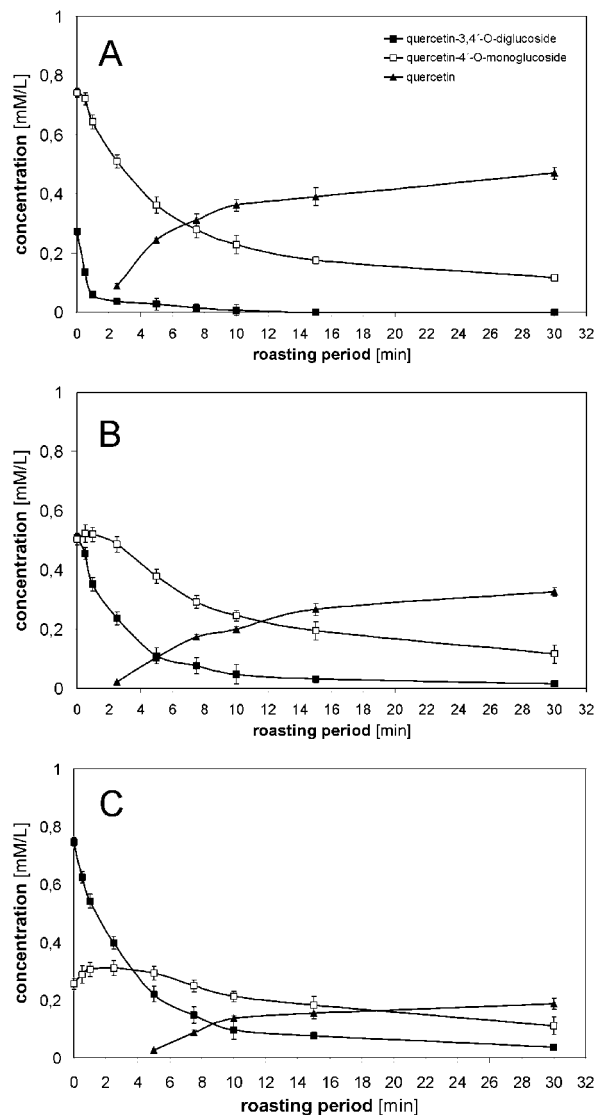 A
quercetin-3,4´-O-diglucoside
quercetin-4´-O-monoglucoside
quercetin
concentration [mM/L]
1
0,8
0,6
0,4
0,2
0
0 2 4 6 8 10 12 14 16 18 20 22 24 26 28 30 32
roasting period [min]
B
concentration [mM/L]
1
0,8
0,6
0,4
0,2
0
0 2 4 6 8 10 12 14 16 18 20 22 24 26 28 30 32
roasting period [min]
C
concentration [mM/L]
1
0,8
0,6
0,4
0,2
0
0 2 4 6 8 10 12 14 16 18 20 22 24 26 28 30 32
roasting period [min]